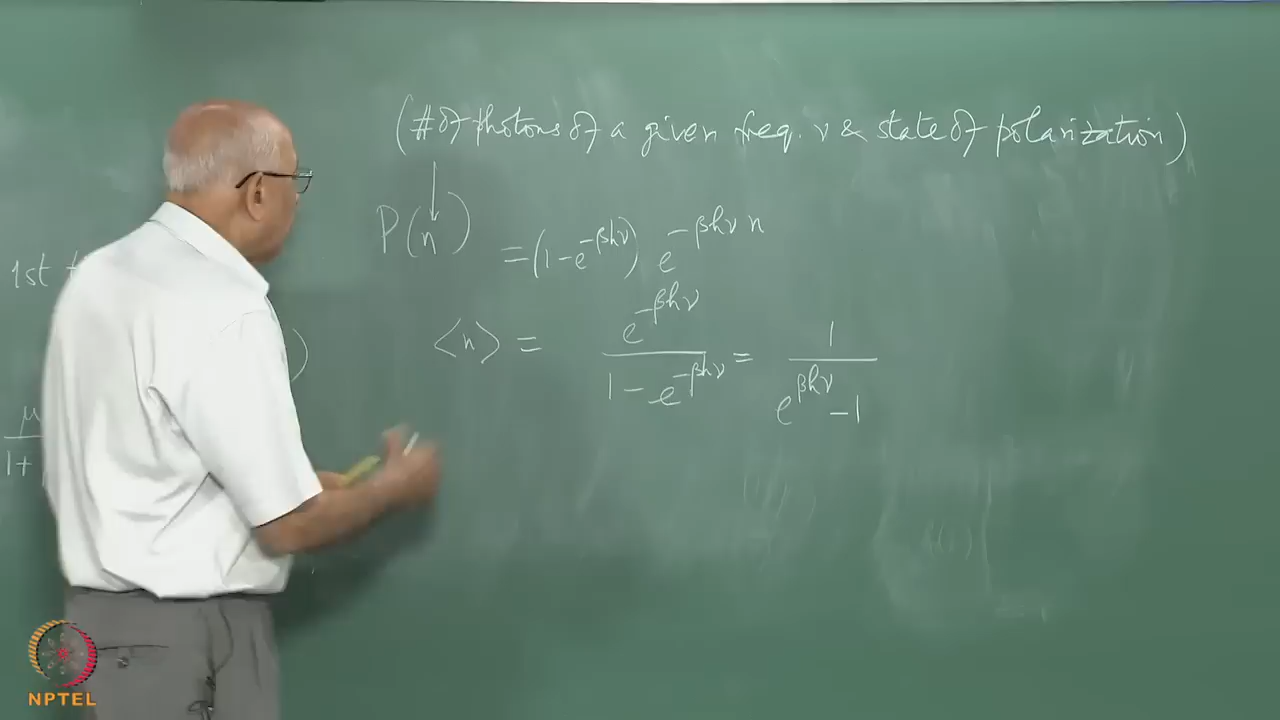 (# of photons of a given freq. ν & state of polarization)
P(n) = (1-e^{-βhν}) e^{-βhν n}
<n> = e^{-βhν} / (1-e^{-βhν}) = 1 / (e^{βhν}-1)
1st
μ
1+
NPTEL